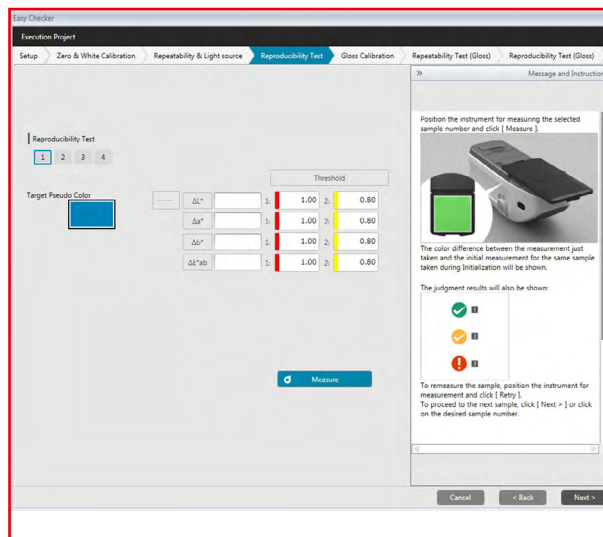 Easy Checker
Execution Project
Setup Zero & White Calibration Repeatability & Light source Reproducibility Test Gloss Calibration Repeatability Test (Gloss) Reproducibility Test (Gloss)
Message and Instruction
Reproducibility Test
1 2 3 4
Target Pseudo Color
Threshold
ΔL* 1: 1.00 2: 0.80
Δa* 1: 1.00 2: 0.80
Δb* 1: 1.00 2: 0.80
ΔE*ab 1: 1.00 2: 0.80
Measure
Position the instrument for measuring the selected
sample number and click [ Measure ].
The color difference between the measurement just
taken and the initial measurement for the same sample
taken during Initialization will be shown.
The judgment results will also be shown:
1
2
3
To remeasure the sample, position the instrument for
measurement and click [ Retry ].
To proceed to the next sample, click [ Next > ] or click
on the desired sample number.
Cancel < Back Next >